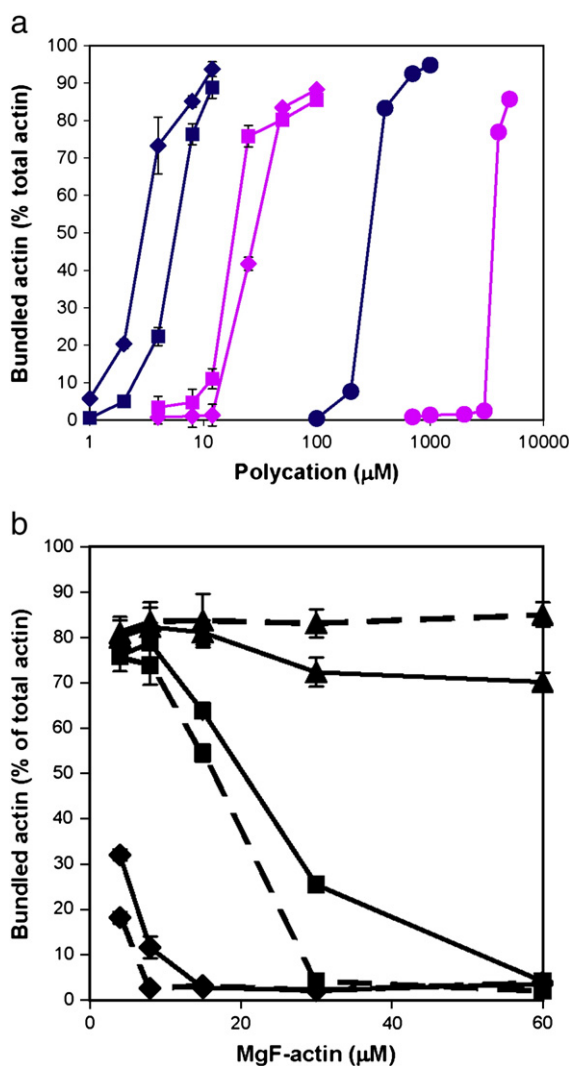 a
Bundled actin (% total actin)
100
90
80
70
60
50
40
30
20
10
0
1 10 100 1000 10000
Polycation (µM)
b
Bundled actin (% of total actin)
100
90
80
70
60
50
40
30
20
10
0
0 20 40 60
MgF-actin (µM)